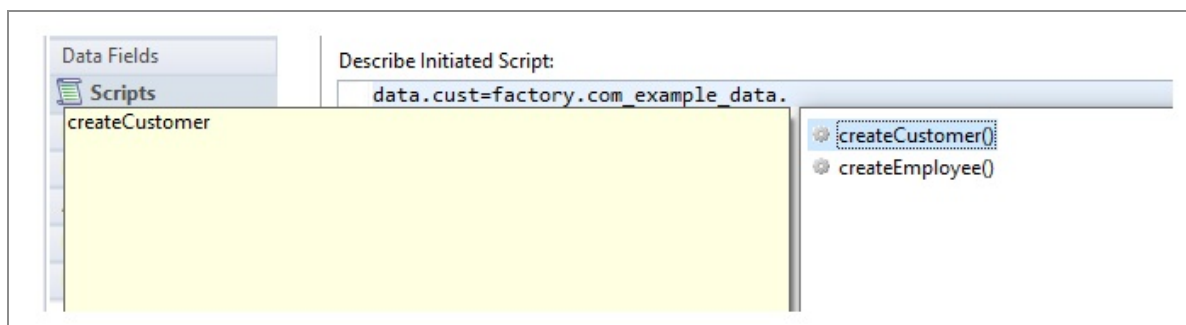 Data Fields
Describe Initiated Script:
Scripts
data.cust=factory.com_example_data.
createCustomer
createCustomer()
createEmployee()